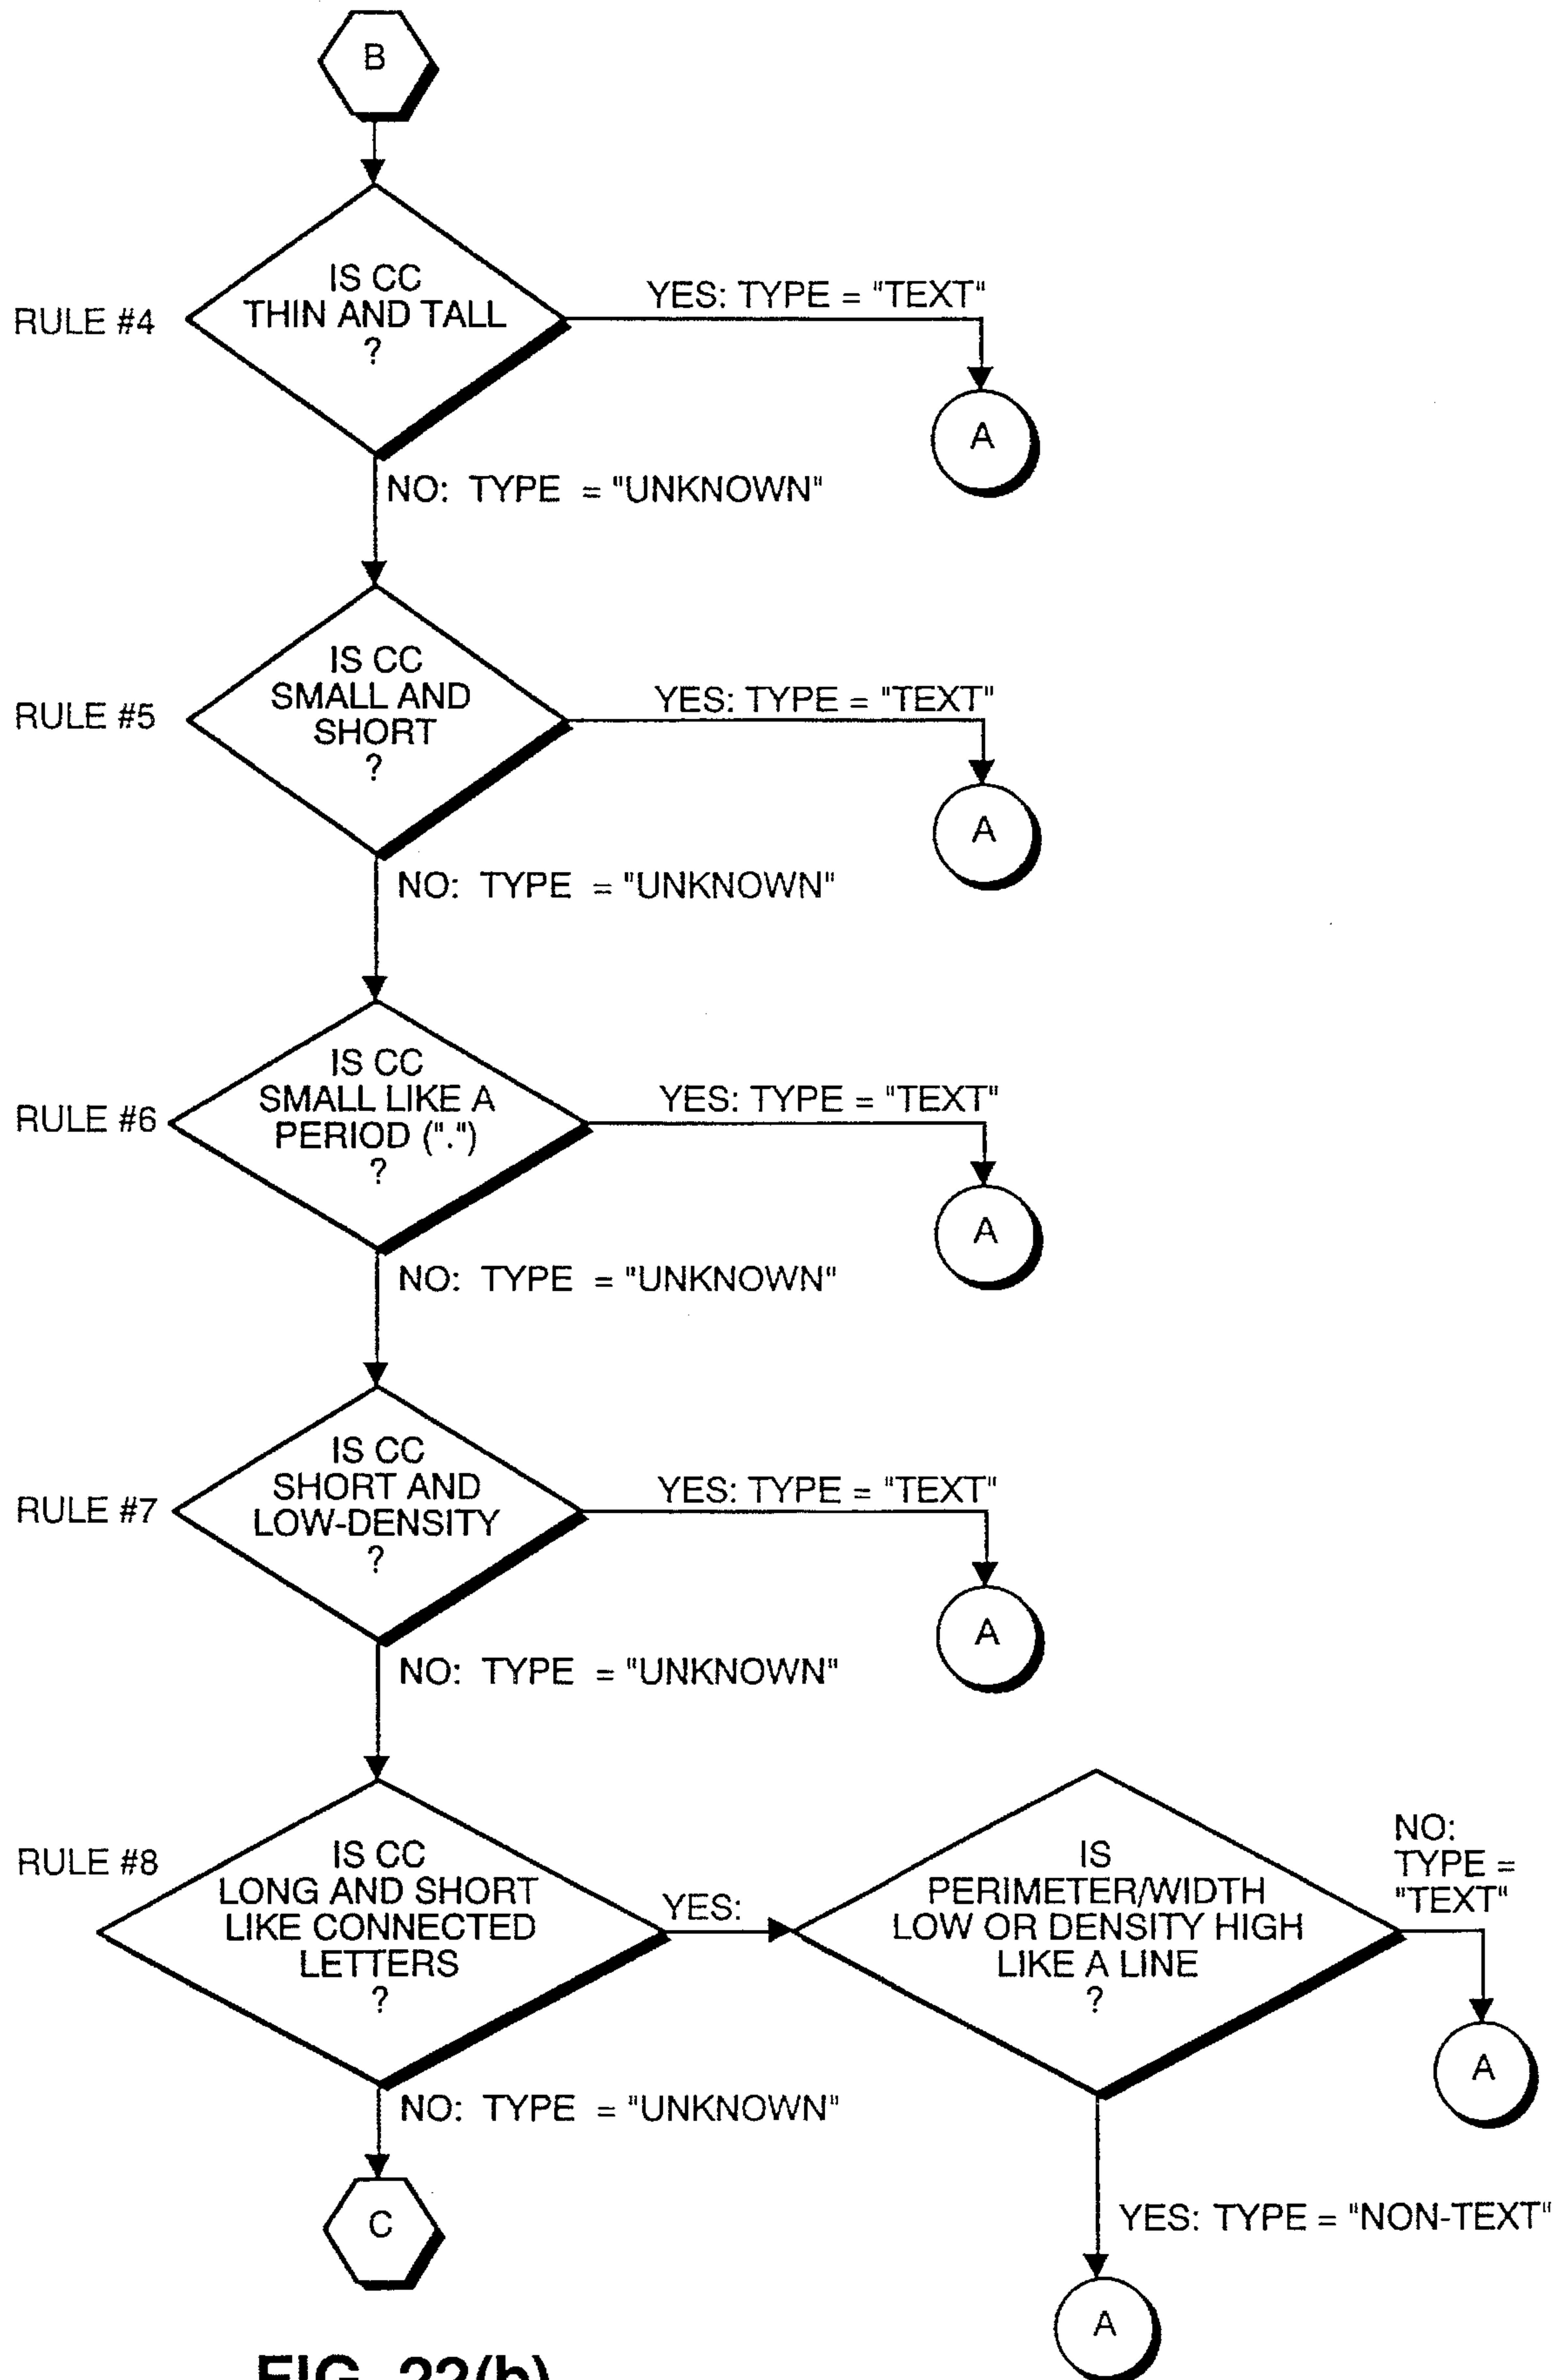 B
IS CC
THIN AND TALL
?
RULE #4
YES: TYPE = "TEXT"
A
NO: TYPE = "UNKNOWN"
IS CC
SMALL AND
SHORT
?
RULE #5
YES: TYPE = "TEXT"
A
NO: TYPE = "UNKNOWN"
IS CC
SMALL LIKE A
PERIOD (".")
?
RULE #6
YES: TYPE = "TEXT"
A
NO: TYPE = "UNKNOWN"
IS CC
SHORT AND
LOW-DENSITY
?
RULE #7
YES: TYPE = "TEXT"
A
NO: TYPE = "UNKNOWN"
RULE #8
IS CC
LONG AND SHORT
LIKE CONNECTED
LETTERS
?
YES:
IS
PERIMETER/WIDTH
LOW OR DENSITY HIGH
LIKE A LINE
?
NO:
TYPE =
"TEXT"
A
NO: TYPE = "UNKNOWN"
C
YES: TYPE = "NON-TEXT"
A
FIG. 22(b)